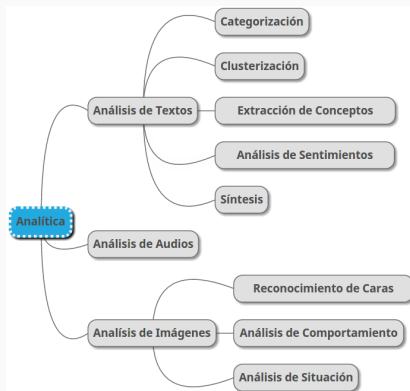 Analítica
Análisis de Textos
Categorización
Clusterización
Extracción de Conceptos
Análisis de Sentimientos
Síntesis
Análisis de Audios
Analísis de Imágenes
Reconocimiento de Caras
Análisis de Comportamiento
Análisis de Situación